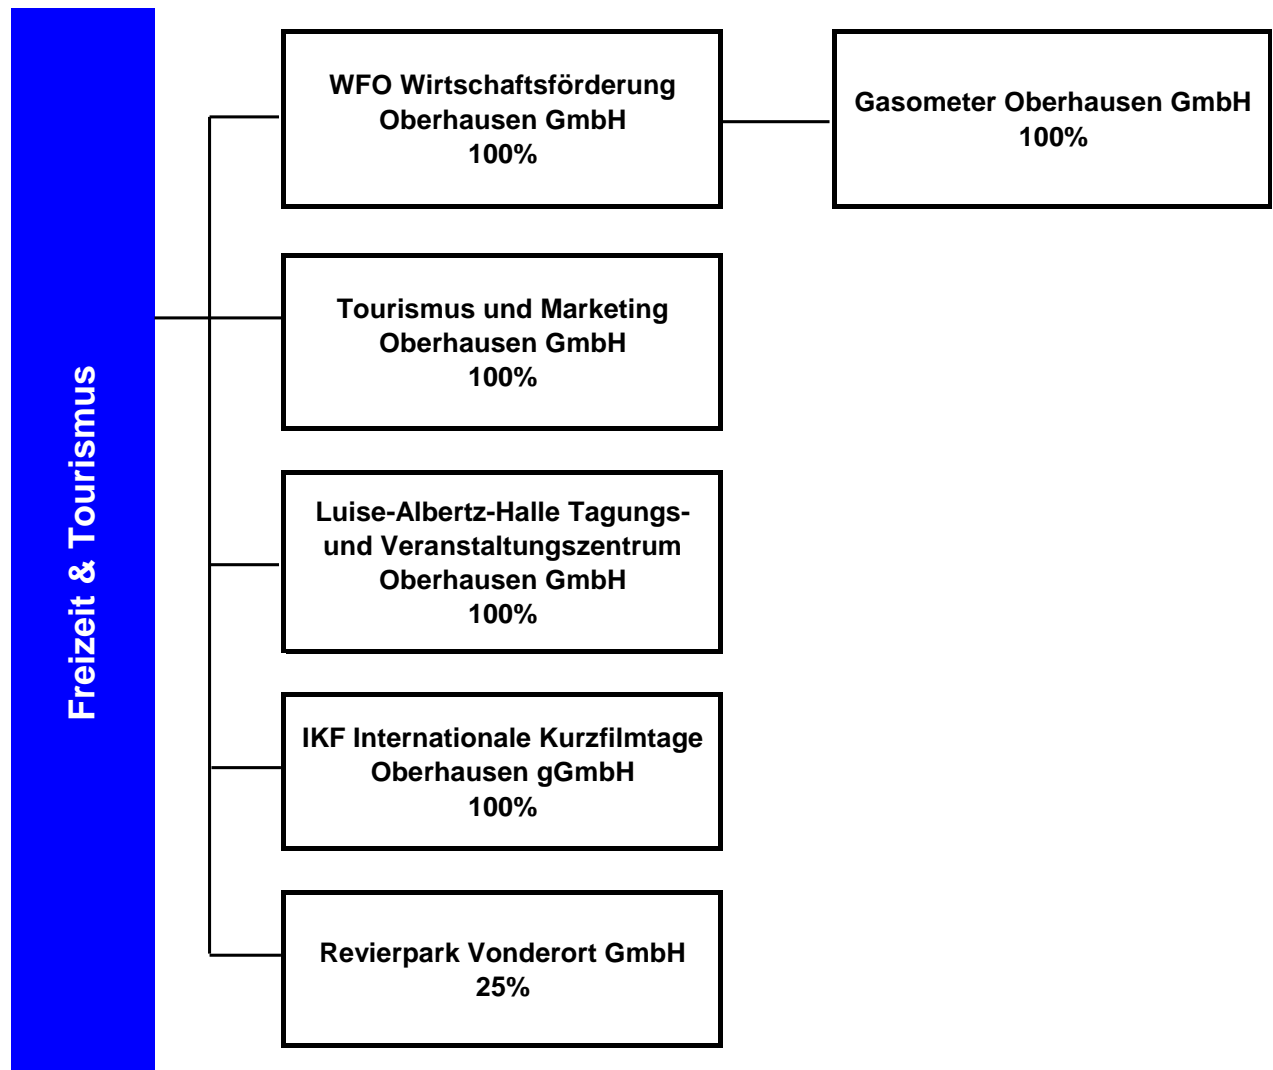 Freizeit & Tourismus
WFO Wirtschaftsförderung
Oberhausen GmbH
100%
Gasometer Oberhausen GmbH
100%
Tourismus und Marketing
Oberhausen GmbH
100%
Luise-Albertz-Halle Tagungs-
und Veranstaltungszentrum
Oberhausen GmbH
100%
IKF Internationale Kurzfilmtage
Oberhausen gGmbH
100%
Revierpark Vonderort GmbH
25%